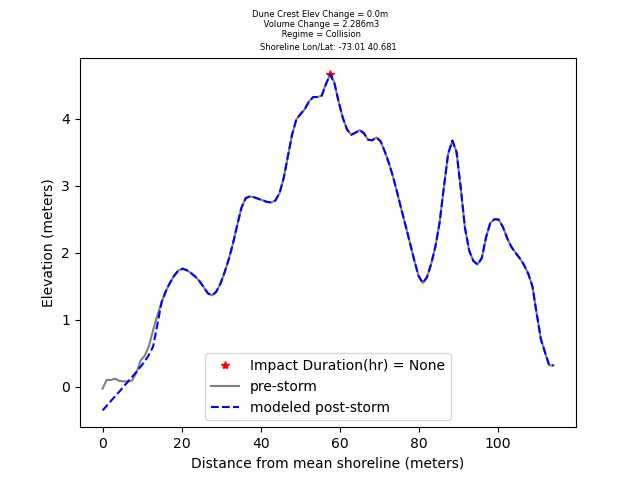 Dune Crest Elev Change = 0.0m
Volume Change = 2.286m3
Regime = Collision
Shoreline Lon/Lat: -73.01 40.681
Elevation (meters)
4
3
2
1
0
Impact Duration(hr) = None
pre-storm
modeled post-storm
0 20 40 60 80 100
Distance from mean shoreline (meters)